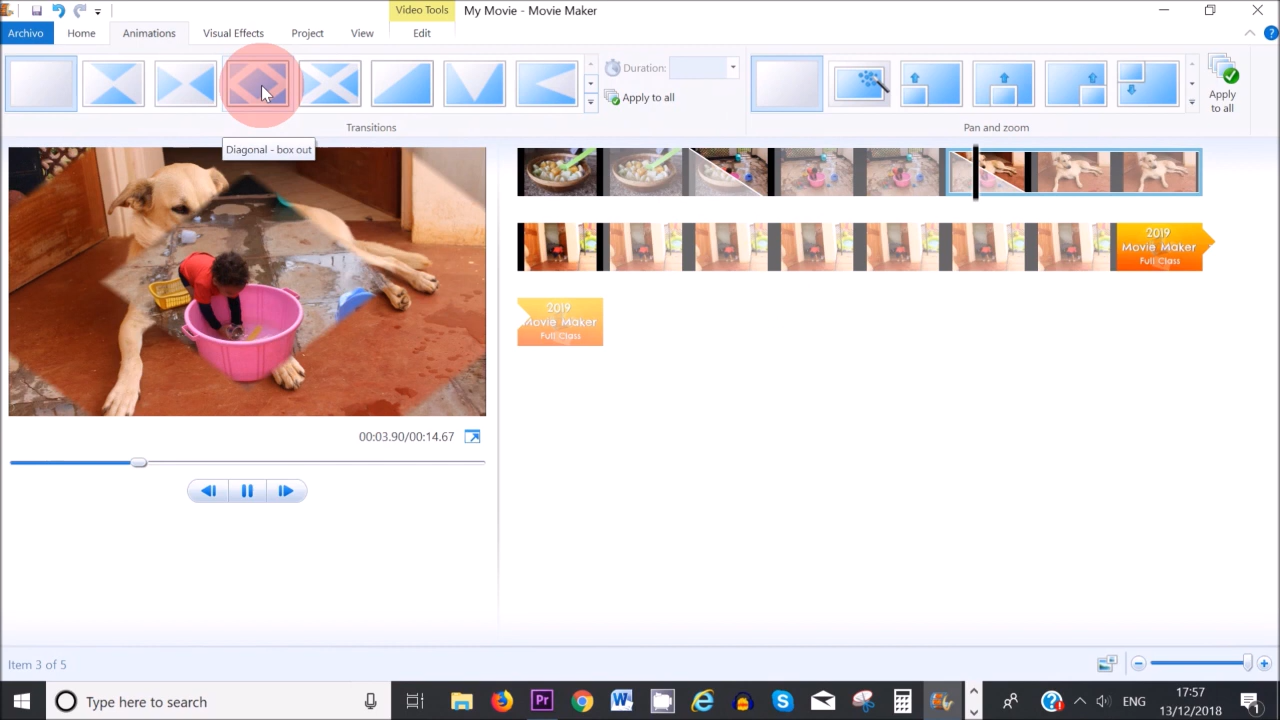 Video Tools
My Movie - Movie Maker
Archivo
Home
Animations
Visual Effects
Project
View
Edit
Duration:
Apply to all
Apply
to all
Transitions
Pan and zoom
Diagonal - box out
2019
Movie Maker
Full Class
2019
Movie Maker
Full Class
00:03.90/00:14.67
Item 3 of 5
Type here to search
Pr
ENG
17:57
13/12/2018
1